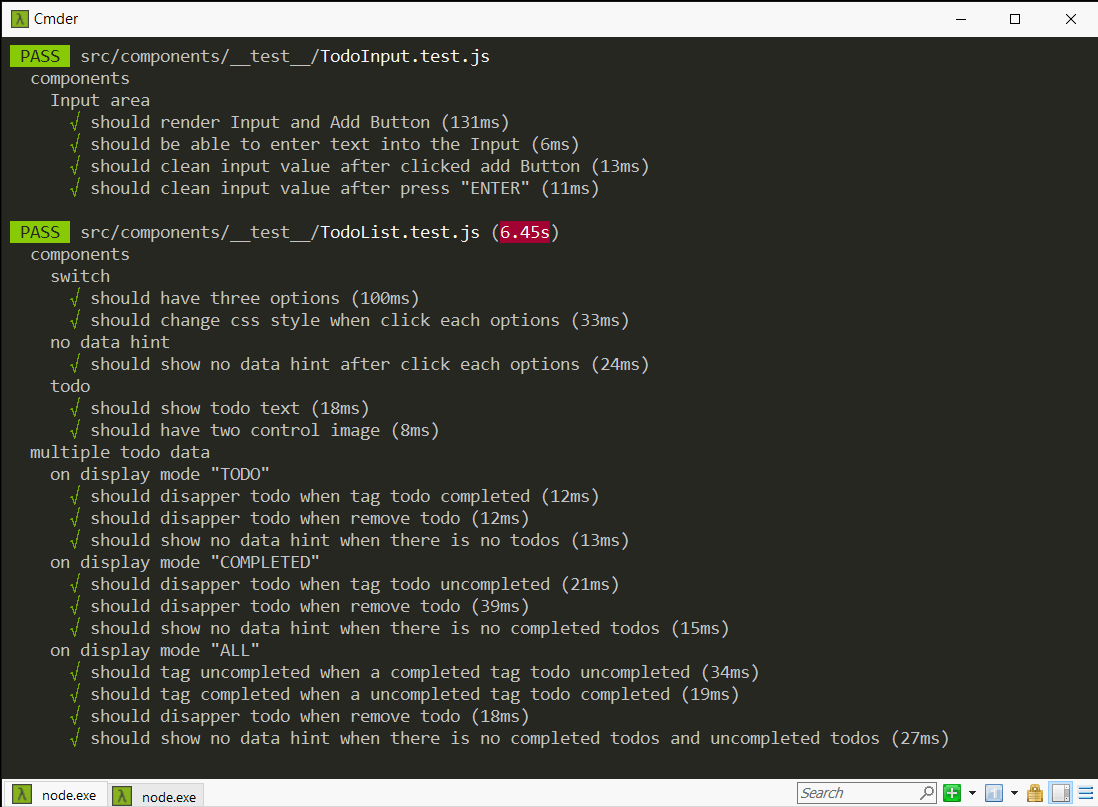 Cmder
PASS src/components/__test__/TodoInput.test.js
components
Input area
√ should render Input and Add Button (131ms)
√ should be able to enter text into the Input (6ms)
√ should clean input value after clicked add Button (13ms)
√ should clean input value after press "ENTER" (11ms)
PASS src/components/__test__/TodoList.test.js (6.45s)
components
switch
√ should have three options (100ms)
√ should change css style when click each options (33ms)
no data hint
√ should show no data hint after click each options (24ms)
todo
√ should show todo text (18ms)
√ should have two control image (8ms)
multiple todo data
on display mode "TODO"
√ should disapper todo when tag todo completed (12ms)
√ should disapper todo when remove todo (12ms)
√ should show no data hint when there is no todos (13ms)
on display mode "COMPLETED"
√ should disapper todo when tag todo uncompleted (21ms)
√ should disapper todo when remove todo (39ms)
√ should show no data hint when there is no completed todos (15ms)
on display mode "ALL"
√ should tag uncompleted when a completed tag todo uncompleted (34ms)
√ should tag completed when a uncompleted tag todo completed (19ms)
√ should disapper todo when remove todo (18ms)
√ should show no data hint when there is no completed todos and uncompleted todos (27ms)
node.exe node.exe Search